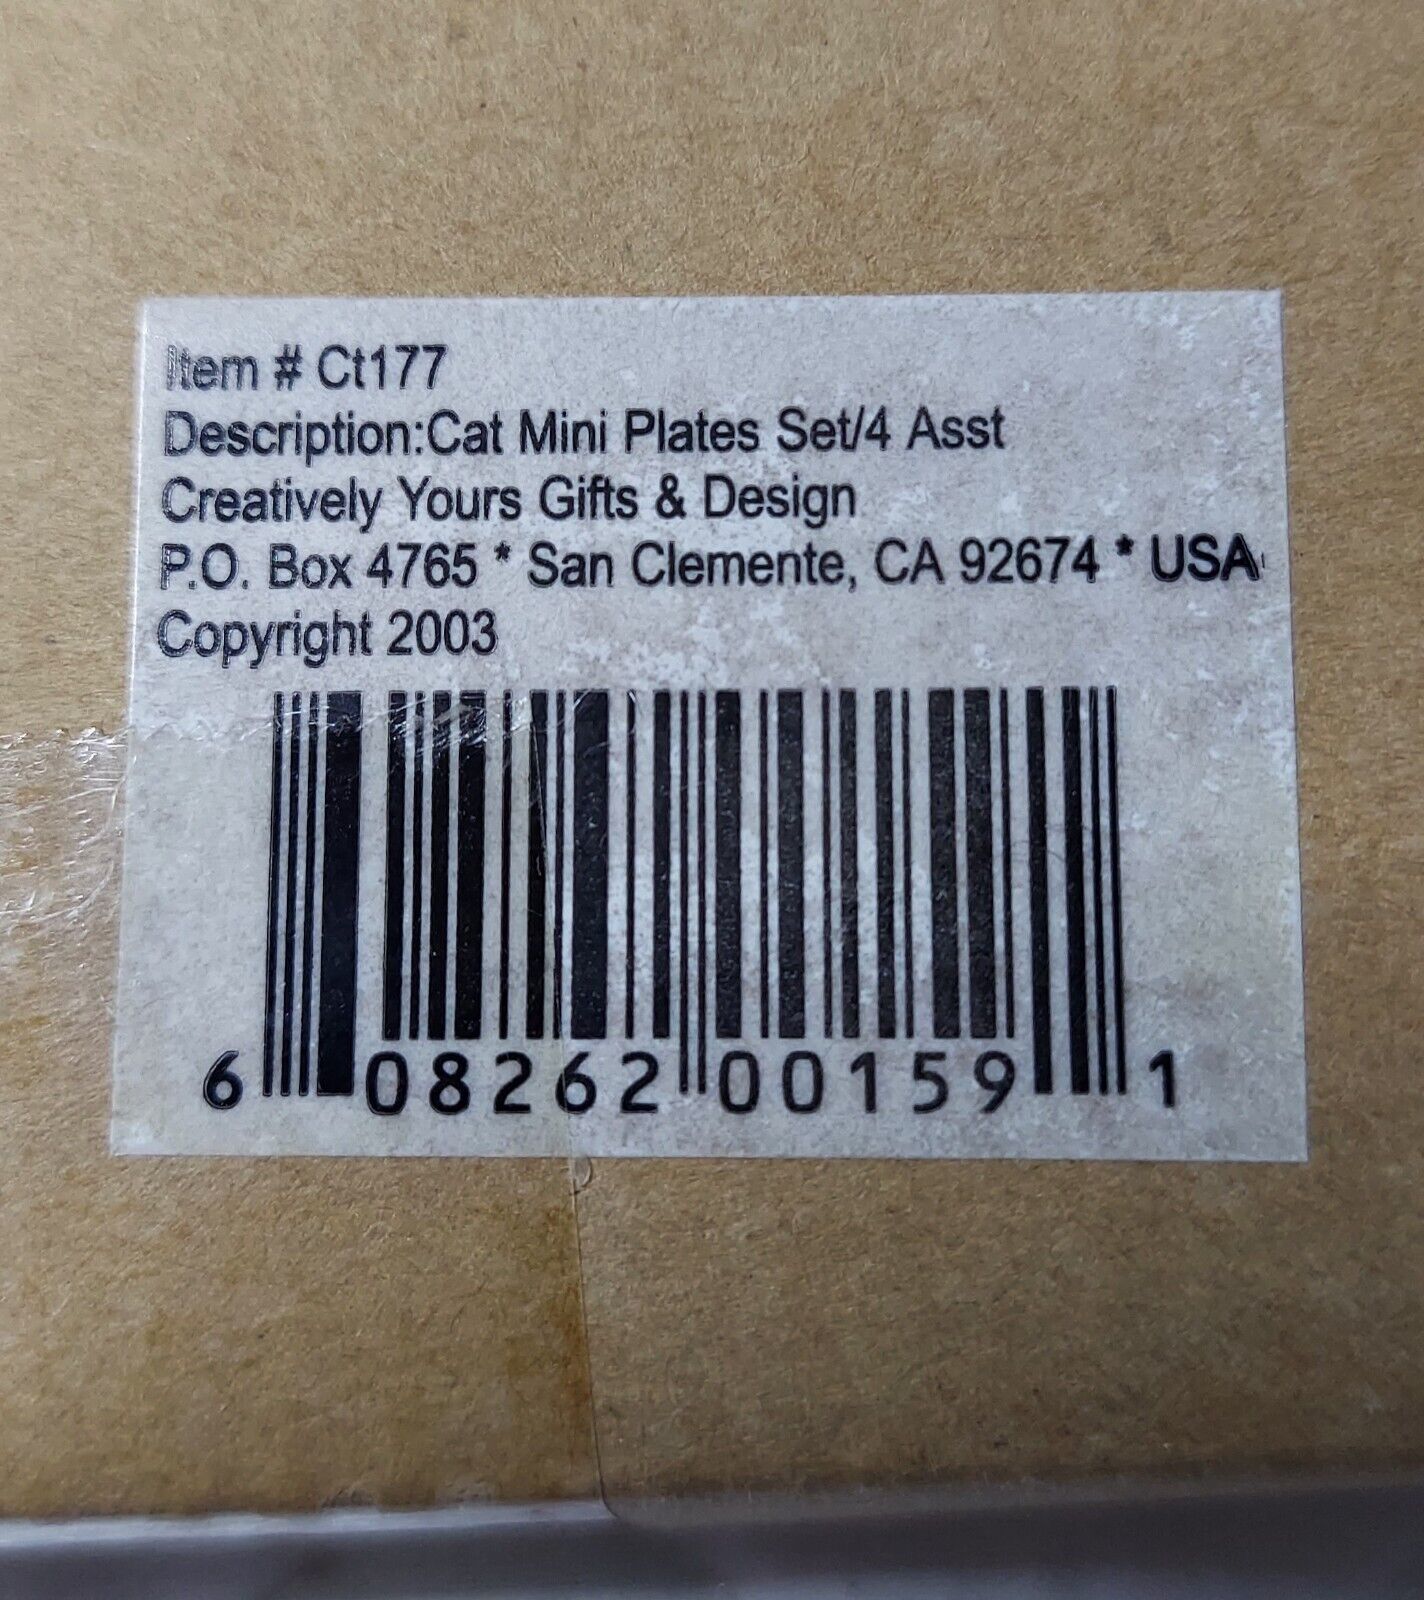 Item # Ct177
Description:Cat Mini Plates Set/4 Asst
Creatively Yours Gifts & Design
P.O. Box 4765 * San Clemente, CA 92674 * USA
Copyright 2003
6 08262 00159 1